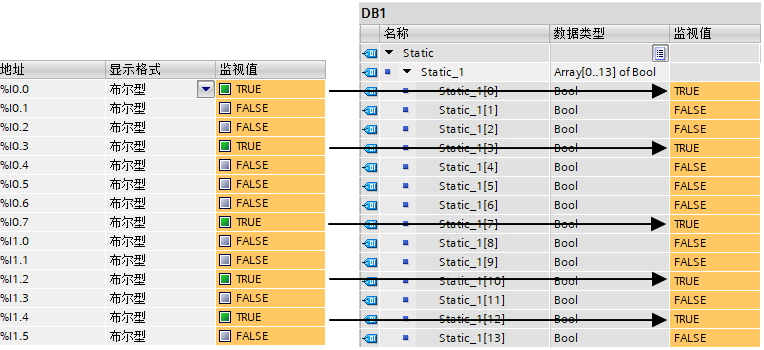 DB1
名称 数据类型 监视值
Static
Static_1 Array[0..13] of Bool
Static_1[0] Bool TRUE
Static_1[1] Bool FALSE
Static_1[2] Bool FALSE
Static_1[3] Bool TRUE
Static_1[4] Bool FALSE
Static_1[5] Bool FALSE
Static_1[6] Bool FALSE
Static_1[7] Bool TRUE
Static_1[8] Bool FALSE
Static_1[9] Bool FALSE
Static_1[10] Bool TRUE
Static_1[11] Bool FALSE
Static_1[12] Bool TRUE
Static_1[13] Bool FALSE
地址 显示格式 监视值
%I0.0 布尔型 TRUE
%I0.1 布尔型 FALSE
%I0.2 布尔型 FALSE
%I0.3 布尔型 TRUE
%I0.4 布尔型 FALSE
%I0.5 布尔型 FALSE
%I0.6 布尔型 FALSE
%I0.7 布尔型 TRUE
%I1.0 布尔型 FALSE
%I1.1 布尔型 FALSE
%I1.2 布尔型 TRUE
%I1.3 布尔型 FALSE
%I1.4 布尔型 TRUE
%I1.5 布尔型 FALSE